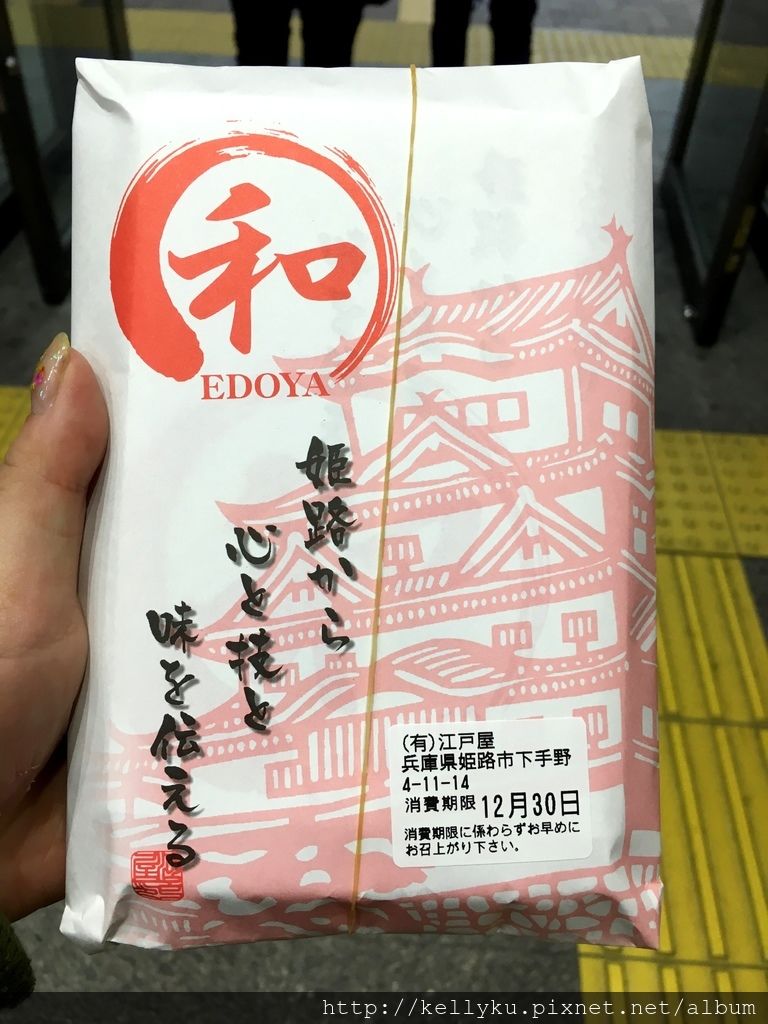 和
EDOYA
姫路から
心と技と
味を伝える
(有)江戸屋
兵庫県姫路市下手野
4-11-14
消費期限 12月30日
消費期限に係わらずお早めに
お召上がり下さい。
http://kellyku.pixnet.net/album